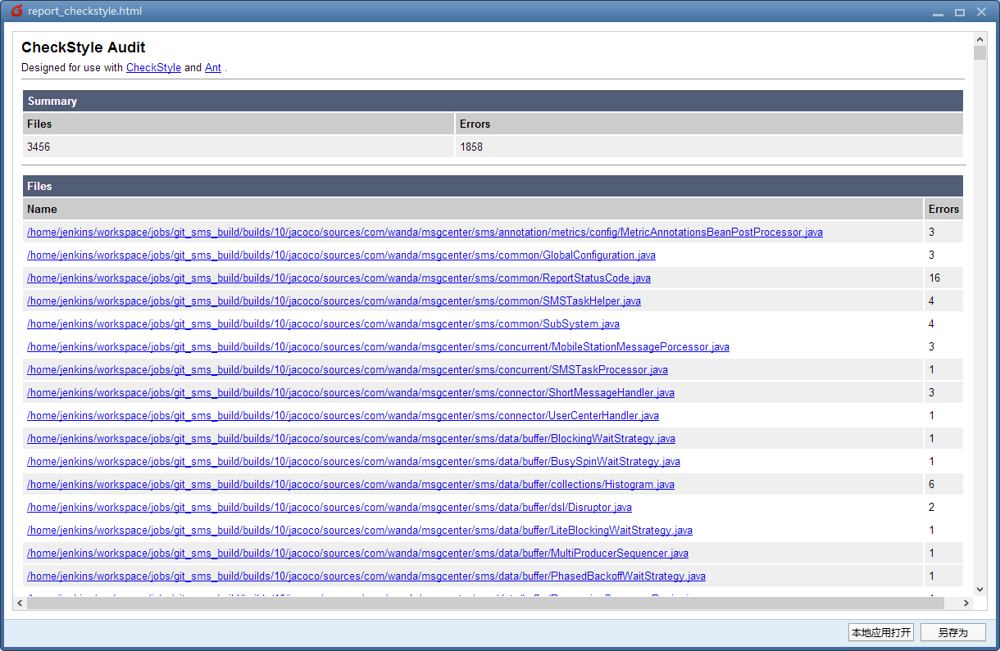 report_checkstyle.html
CheckStyle Audit
Designed for use with CheckStyle and Ant .
Summary
Files Errors
3456 1858
Files
Name Errors
/home/jenkins/workspace/jobs/git_sms_build/builds/10/jacoco/sources/com/wanda/msgcenter/sms/annotation/metrics/config/MetricAnnotationsBeanPostProcessor.java 3
/home/jenkins/workspace/jobs/git_sms_build/builds/10/jacoco/sources/com/wanda/msgcenter/sms/common/GlobalConfiguration.java 3
/home/jenkins/workspace/jobs/git_sms_build/builds/10/jacoco/sources/com/wanda/msgcenter/sms/common/ReportStatusCode.java 16
/home/jenkins/workspace/jobs/git_sms_build/builds/10/jacoco/sources/com/wanda/msgcenter/sms/common/SMSTaskHelper.java 4
/home/jenkins/workspace/jobs/git_sms_build/builds/10/jacoco/sources/com/wanda/msgcenter/sms/common/SubSystem.java 4
/home/jenkins/workspace/jobs/git_sms_build/builds/10/jacoco/sources/com/wanda/msgcenter/sms/concurrent/MobileStationMessagePorcessor.java 3
/home/jenkins/workspace/jobs/git_sms_build/builds/10/jacoco/sources/com/wanda/msgcenter/sms/concurrent/SMSTaskProcessor.java 1
/home/jenkins/workspace/jobs/git_sms_build/builds/10/jacoco/sources/com/wanda/msgcenter/sms/connector/ShortMessageHandler.java 3
/home/jenkins/workspace/jobs/git_sms_build/builds/10/jacoco/sources/com/wanda/msgcenter/sms/connector/UserCenterHandler.java 1
/home/jenkins/workspace/jobs/git_sms_build/builds/10/jacoco/sources/com/wanda/msgcenter/sms/data/buffer/BlockingWaitStrategy.java 1
/home/jenkins/workspace/jobs/git_sms_build/builds/10/jacoco/sources/com/wanda/msgcenter/sms/data/buffer/BusySpinWaitStrategy.java 1
/home/jenkins/workspace/jobs/git_sms_build/builds/10/jacoco/sources/com/wanda/msgcenter/sms/data/buffer/collections/Histogram.java 6
/home/jenkins/workspace/jobs/git_sms_build/builds/10/jacoco/sources/com/wanda/msgcenter/sms/data/buffer/dsl/Disruptor.java 2
/home/jenkins/workspace/jobs/git_sms_build/builds/10/jacoco/sources/com/wanda/msgcenter/sms/data/buffer/LiteBlockingWaitStrategy.java 1
/home/jenkins/workspace/jobs/git_sms_build/builds/10/jacoco/sources/com/wanda/msgcenter/sms/data/buffer/MultiProducerSequencer.java 1
/home/jenkins/workspace/jobs/git_sms_build/builds/10/jacoco/sources/com/wanda/msgcenter/sms/data/buffer/PhasedBackoffWaitStrategy.java 1
本地应用打开 另存为